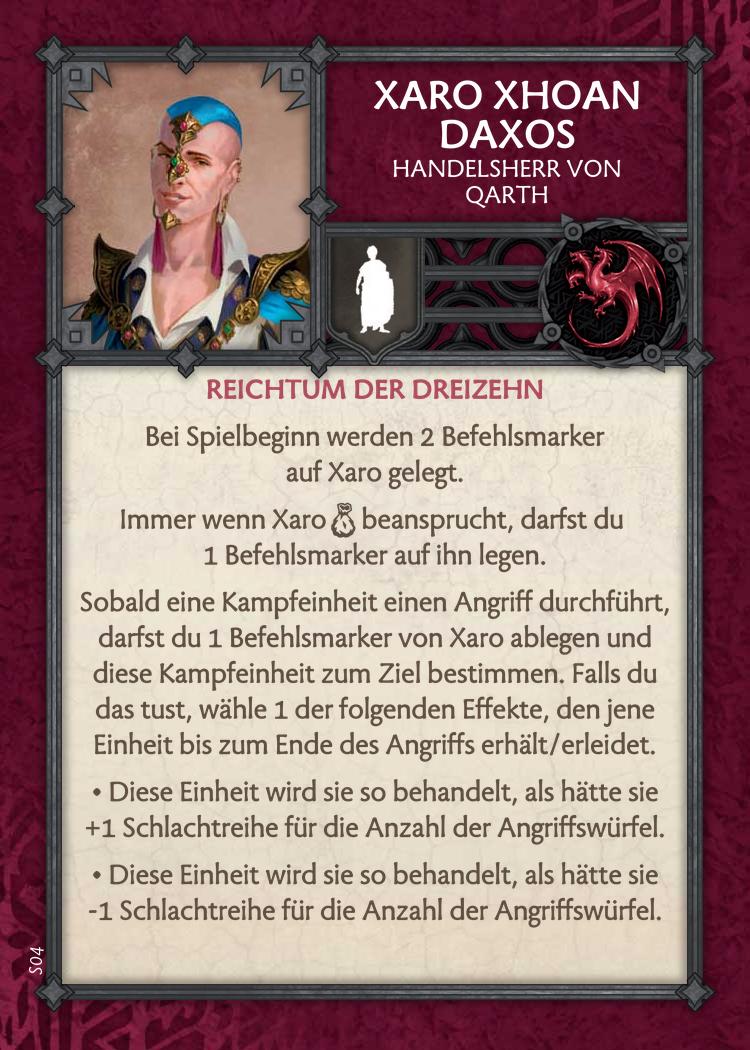 XARO XHOAN
DAXOS
HANDELSHERR VON
QARTH
REICHTUM DER DREIZEHN
Bei Spielbeginn werden 2 Befehlsmarker
auf Xaro gelegt.
Immer wenn Xaro beansprucht, darfst du
1 Befehlsmarker auf ihn legen.
Sobald eine Kampfeinheit einen Angriff durchführt,
darfst du 1 Befehlsmarker von Xaro ablegen und
diese Kampfeinheit zum Ziel bestimmen. Falls du
das tust, wähle 1 der folgenden Effekte, den jene
Einheit bis zum Ende des Angriffs erhält/erleidet.
• Diese Einheit wird sie so behandelt, als hätte sie
+1 Schlachtreihe für die Anzahl der Angriffswürfel.
• Diese Einheit wird sie so behandelt, als hätte sie
-1 Schlachtreihe für die Anzahl der Angriffswürfel.
S04